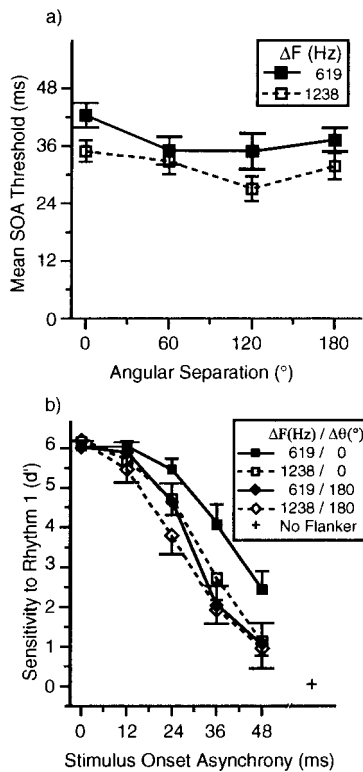 a)
ΔF (Hz)
619
1238
Mean SOA Threshold (ms)
48
36
24
12
0
0 60 120 180
Angular Separation (°)
b)
ΔF(Hz) / Δθ(°)
619 / 0
1238 / 0
619 / 180
1238 / 180
+ No Flanker
Sensitivity to Rhythm 1 (d')
6
5
4
3
2
1
0
0 12 24 36 48
Stimulus Onset Asynchrony (ms)